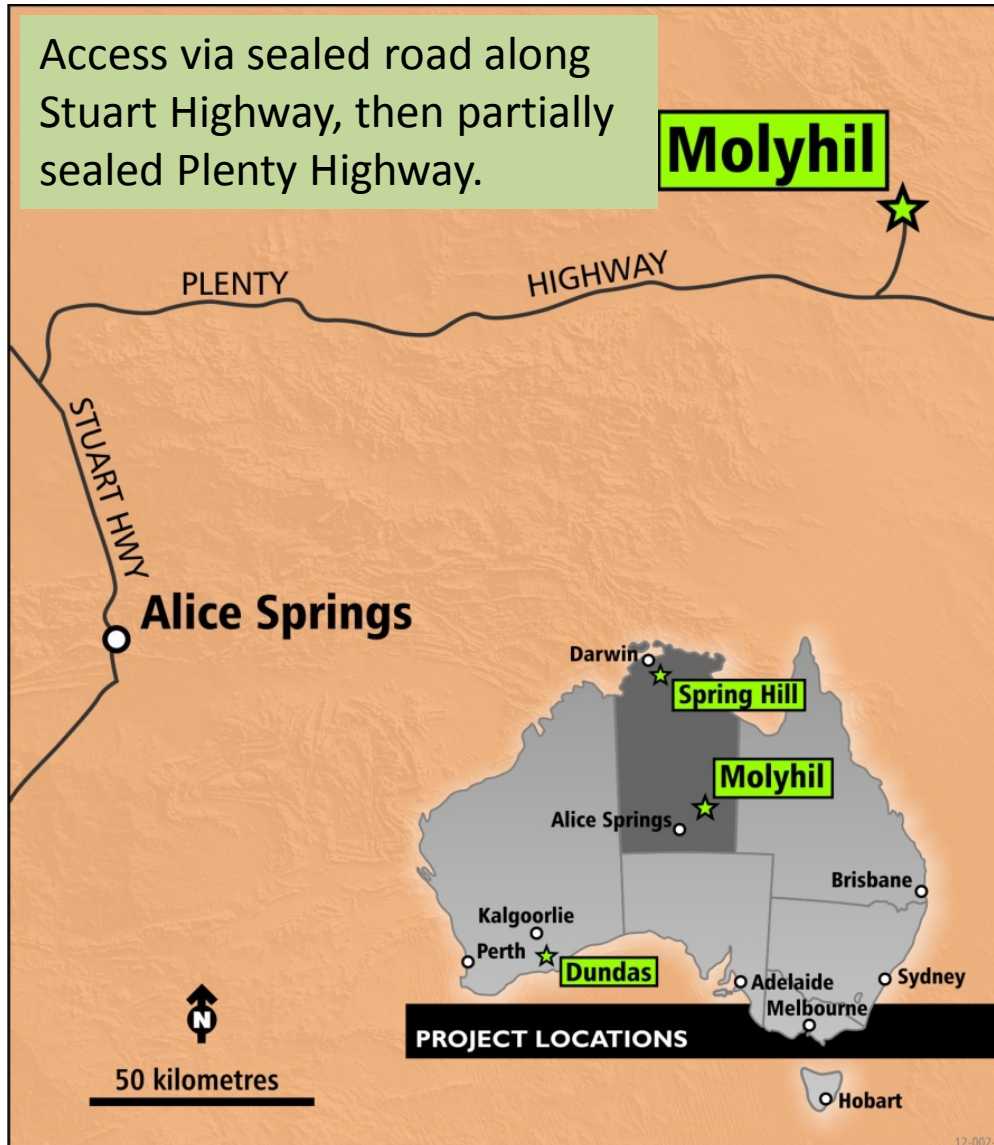 Access via sealed road along
Stuart Highway, then partially
sealed Plenty Highway.
Molyhil
PLENTY
HIGHWAY
STUART HWY
Alice Springs
Darwin
Spring Hill
Molyhil
Alice Springs
Brisbane
Kalgoorlie
Perth
Dundas
Adelaide
Sydney
Melbourne
PROJECT LOCATIONS
N
50 kilometres
Hobart